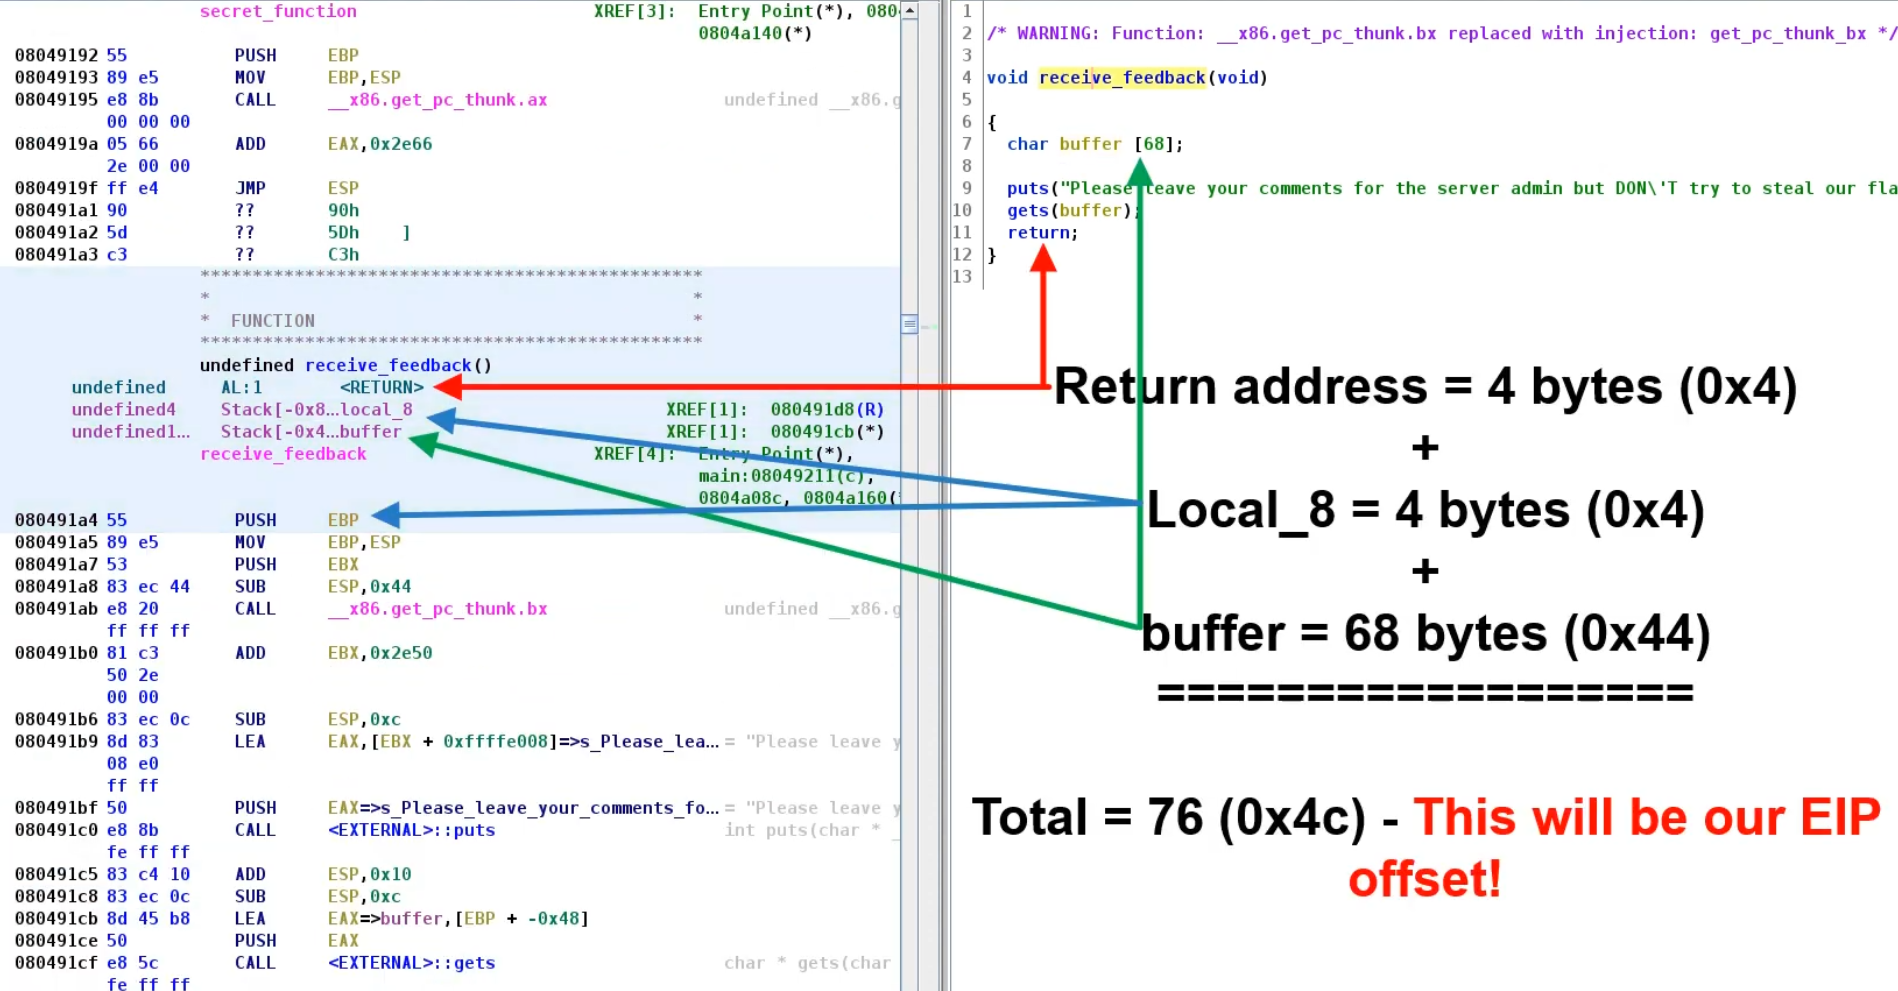 secret_function XREF[3]: Entry Point(*), 080
0804a140(*)
08049192 55 PUSH EBP
08049193 89 e5 MOV EBP,ESP
08049195 e8 8b CALL __x86.get_pc_thunk.ax undefined __x86.g
00 00 00
0804919a 05 66 ADD EAX,0x2e66
2e 00 00
0804919f ff e4 JMP ESP
080491a1 90 ?? 90h
080491a2 5d ?? 5Dh ]
080491a3 c3 ?? C3h
************************************************
* *
* FUNCTION *
************************************************
undefined receive_feedback()
undefined AL:1 <RETURN>
undefined4 Stack[-0x8...local_8 XREF[1]: 080491d8(R)
undefined1... Stack[-0x4...buffer XREF[1]: 080491cb(*)
receive_feedback XREF[4]: Entry Point(*),
main:08049211(c),
0804a08c, 0804a160(*
080491a4 55 PUSH EBP
080491a5 89 e5 MOV EBP,ESP
080491a7 53 PUSH EBX
080491a8 83 ec 44 SUB ESP,0x44
080491ab e8 20 CALL __x86.get_pc_thunk.bx undefined __x86.g
ff ff ff
080491b0 81 c3 ADD EBX,0x2e50
50 2e
00 00
080491b6 83 ec 0c SUB ESP,0xc
080491b9 8d 83 LEA EAX,[EBX + 0xffffe008]=>s_Please_lea... = "Please leave y
08 e0
ff ff
080491bf 50 PUSH EAX=>s_Please_leave_your_comments_fo... = "Please leave y
080491c0 e8 8b CALL <EXTERNAL>::puts int puts(char * _
fe ff ff
080491c5 83 c4 10 ADD ESP,0x10
080491c8 83 ec 0c SUB ESP,0xc
080491cb 8d 45 b8 LEA EAX=>buffer,[EBP + -0x48]
080491ce 50 PUSH EAX
080491cf e8 5c CALL <EXTERNAL>::gets char * gets(char
fe ff ff
1
2 /* WARNING: Function: __x86.get_pc_thunk.bx replaced with injection: get_pc_thunk_bx */
3
4 void receive_feedback(void)
5
6 {
7 char buffer [68];
8
9 puts("Please leave your comments for the server admin but DON\'T try to steal our fla
10 gets(buffer);
11 return;
12 }
13
Return address = 4 bytes (0x4)
+
Local_8 = 4 bytes (0x4)
+
buffer = 68 bytes (0x44)
==================
Total = 76 (0x4c) - This will be our EIP
offset!